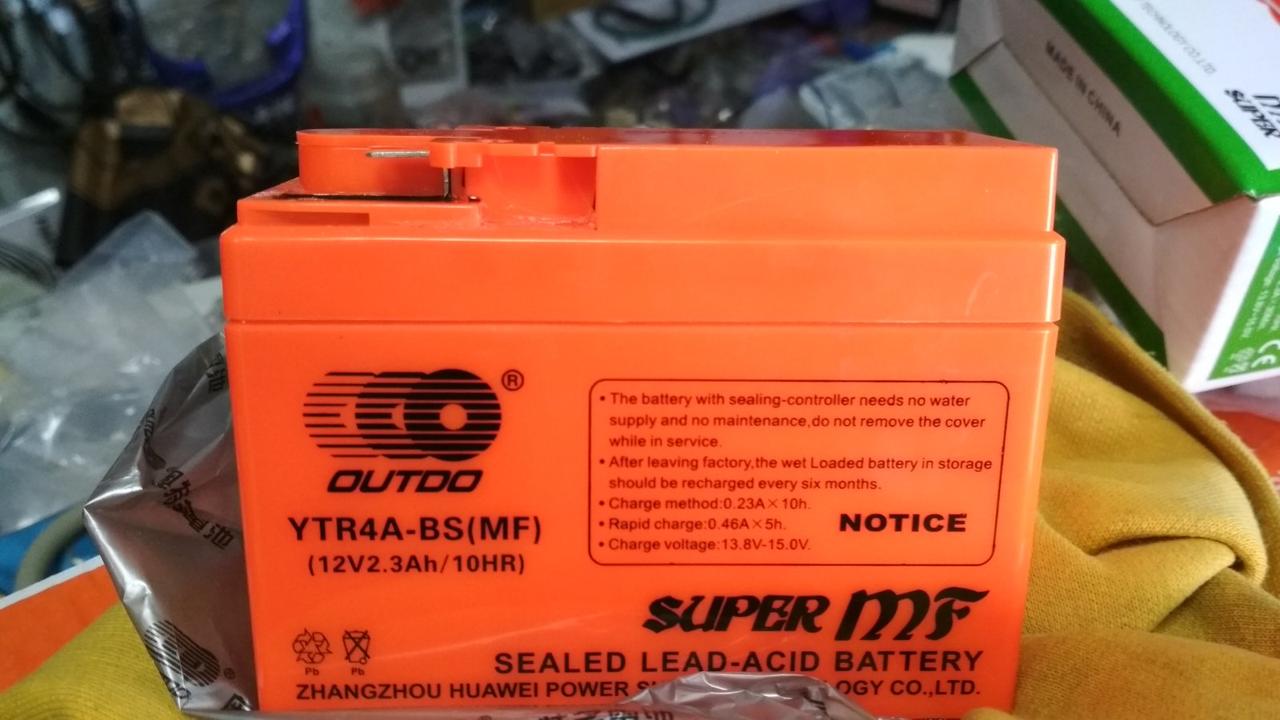 MADE IN CHINA
SUPER
CE
®
OUTDO
YTR4A-BS(MF)
(12V2.3Ah/10HR)
• The battery with sealing-controller needs no water
supply and no maintenance,do not remove the cover
while in service.
• After leaving factory,the wet Loaded battery in storage
should be recharged every six months.
• Charge method:0.23A×10h.
• Rapid charge:0.46A×5h.
• Charge voltage:13.8V-15.0V.
NOTICE
SUPER MF
Pb Pb
SEALED LEAD-ACID BATTERY
ZHANGZHOU HUAWEI POWER CO.,LTD.